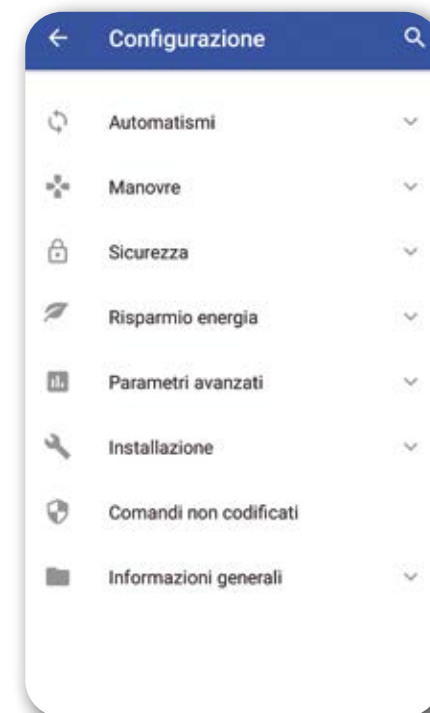 Configurazione
Automatismi
Manovre
Sicurezza
Risparmio energia
Parametri avanzati
Installazione
Comandi non codificati
Informazioni generali